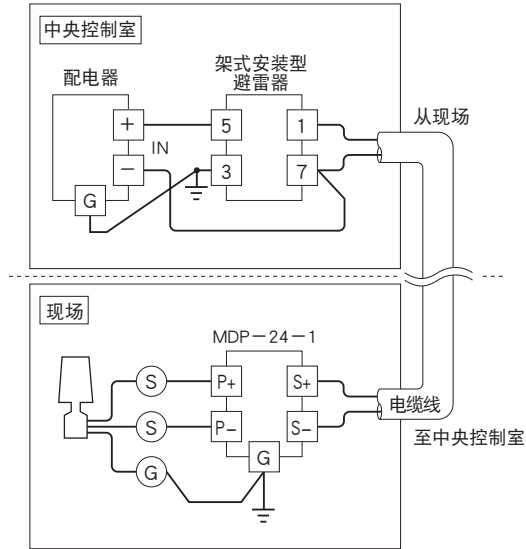 中央控制室
配电器
架式安装型
避雷器
+
5
1
从现场
IN
−
3
7
G
现场
MDP−24−1
S
P+
S+
电缆线
S
P−
S−
至中央控制室
G
G